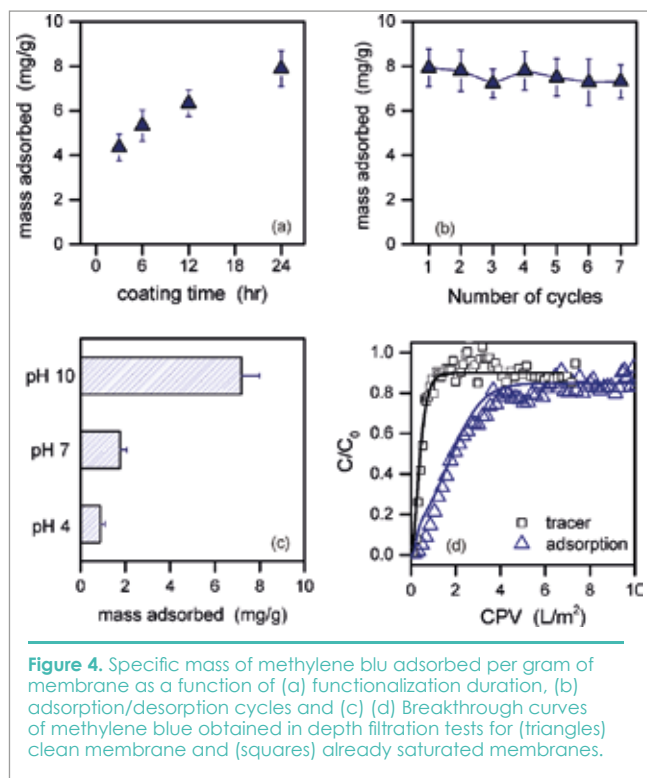 10
8
6
4
2
0
mass adsorbed (mg/g)
0 6 12 18 24
coating time (hr)
(a)
10
8
6
4
2
0
mass adsorbed (mg/g)
1 2 3 4 5 6 7
Number of cycles
(b)
pH 10
pH 7
pH 4
0 2 4 6 8 10
mass adsorbed (mg/g)
(c)
1.0
0.8
0.6
0.4
0.2
0.0
C/C0
0 2 4 6 8 10
CPV (L/m²)
(d)
tracer
adsorption
Figure 4. Specific mass of methylene blu adsorbed per gram of
membrane as a function of (a) functionalization duration, (b)
adsorption/desorption cycles and (c) (d) Breakthrough curves
of methylene blue obtained in depth filtration tests for (triangles)
clean membrane and (squares) already saturated membranes.